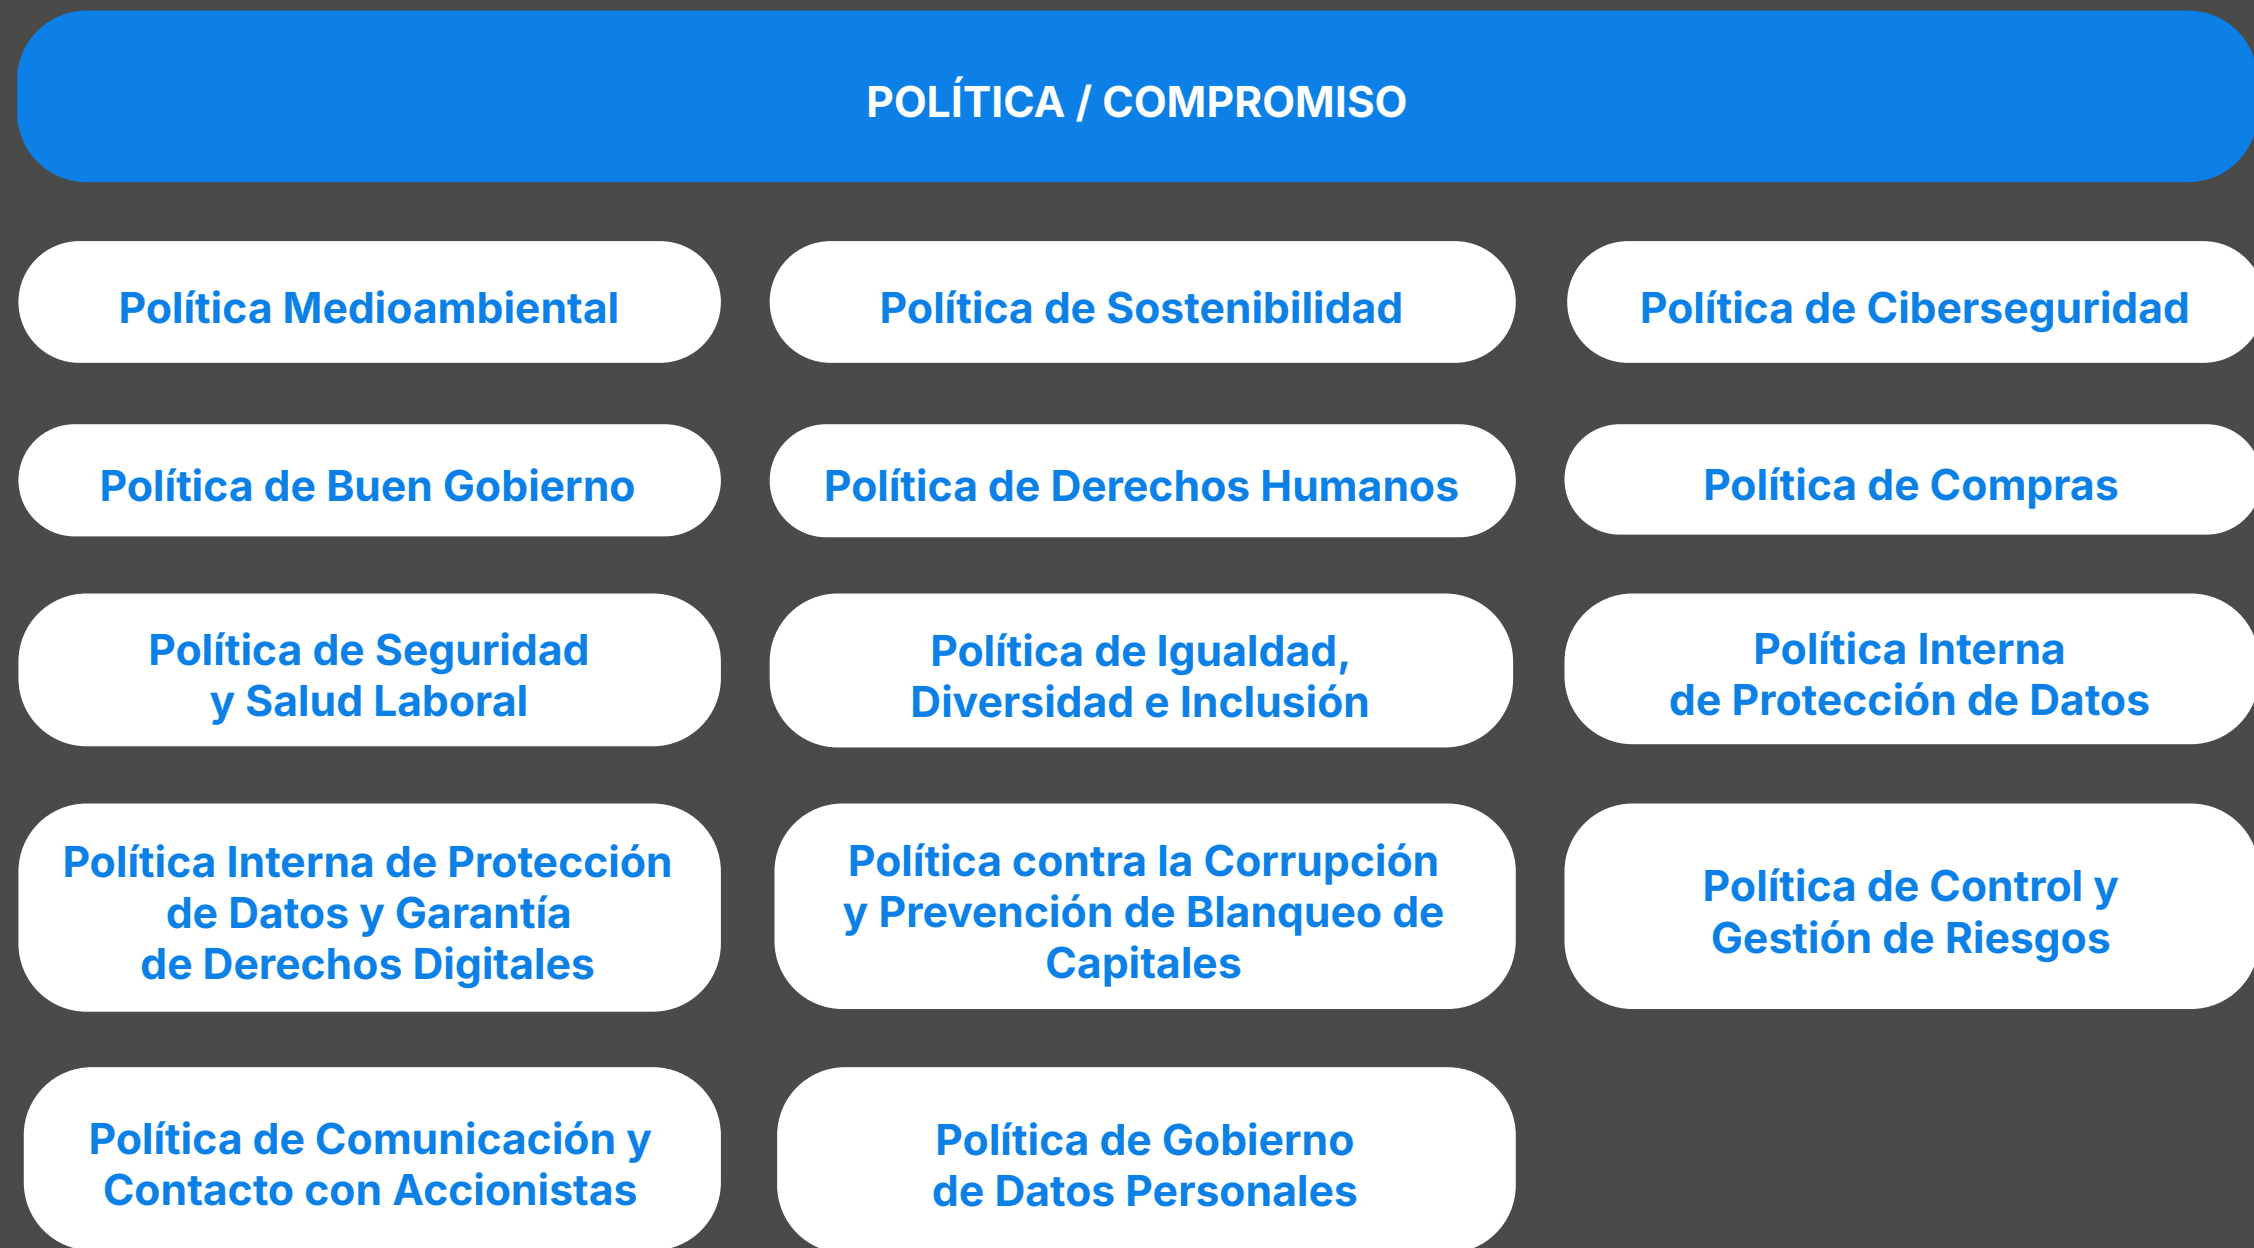 POLÍTICA / COMPROMISO
Política Medioambiental
Política de Sostenibilidad
Política de Ciberseguridad
Política de Buen Gobierno
Política de Derechos Humanos
Política de Compras
Política de Seguridad
y Salud Laboral
Política de Igualdad,
Diversidad e Inclusión
Política Interna
de Protección de Datos
Política Interna de Protección
de Datos y Garantía
de Derechos Digitales
Política contra la Corrupción
y Prevención de Blanqueo de
Capitales
Política de Control y
Gestión de Riesgos
Política de Comunicación y
Contacto con Accionistas
Política de Gobierno
de Datos Personales